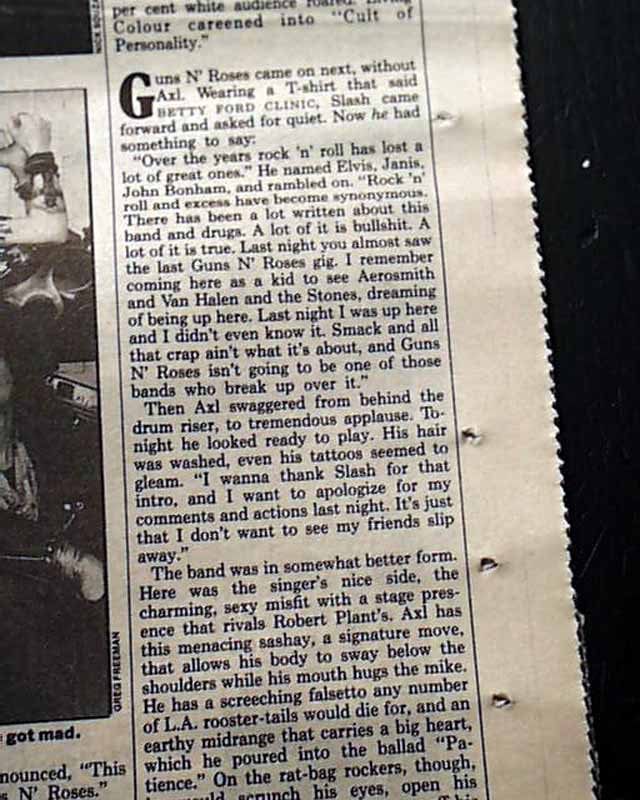 per cent white audience roared. Living
Colour careened into "Cult of
Personality."
Guns N' Roses came on next, without
Axl. Wearing a T-shirt that said
BETTY FORD CLINIC, Slash came
forward and asked for quiet. Now he had
something to say:
"Over the years rock 'n' roll has lost a
lot of great ones." He named Elvis, Janis,
John Bonham, and rambled on. "Rock 'n'
roll and excess have become synonymous.
There has been a lot written about this
band and drugs. A lot of it is bullshit. A
lot of it is true. Last night you almost saw
the last Guns N' Roses gig. I remember
coming here as a kid to see Aerosmith
and Van Halen and the Stones, dreaming
of being up here. Last night I was up here
and I didn't even know it. Smack and all
that crap ain't what it's about, and Guns
N' Roses isn't going to be one of those
bands who break up over it."
Then Axl swaggered from behind the
drum riser, to tremendous applause. To-
night he looked ready to play. His hair
was washed, even his tattoos seemed to
gleam. "I wanna thank Slash for that
intro, and I want to apologize for my
comments and actions last night. It's just
that I don't want to see my friends slip
away."
The band was in somewhat better form.
Here was the singer's nice side, the
charming, sexy misfit with a stage pres-
ence that rivals Robert Plant's. Axl has
this menacing sashay, a signature move,
that allows his body to sway below the
shoulders while his mouth hugs the mike.
He has a screeching falsetto any number
of L.A. rooster-tails would die for, and an
earthy midrange that carries a big heart,
which he poured into the ballad "Pa-
tience." On the rat-bag rockers, though,
scrunch his eyes, open his
GREG FREEMAN
got mad.
nounced, "This
N' Roses."